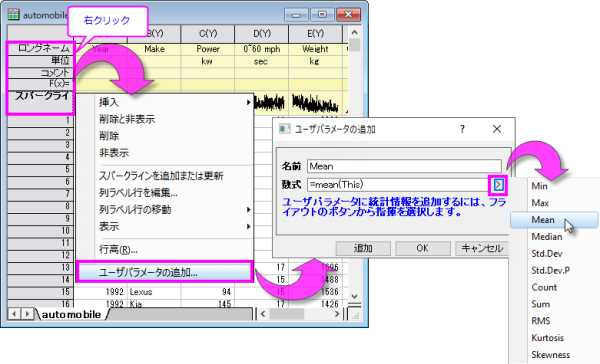 automobile
右クリック
B(Y) C(Y) D(Y) E(Y)
ロングネーム Year Make Power 0~60 mph Weight
単位 kw sec kg
コメント
F(x)=
スパークライ
1
2
3
4
5
6
7
8
9
10
11
12
13 17
14 15 1488
15 1992 Lexus 94 15 1536
16 1992 Kia 145 17 1426
automobile
挿入
削除と非表示
削除
非表示
スパークラインを追加または更新
列ラベル行を編集...
列ラベル行の移動
表示
行高(R)...
ユーザパラメータの追加...
ユーザパラメータの追加
名前 Mean
数式 =mean(This)
ユーザパラメータに統計情報を追加するには、フラ
イアウトのボタンから指揮を選択します。
追加 OK キャンセル
Min
Max
Mean
Median
Std.Dev
Std.Dev.P
Count
Sum
RMS
Kurtosis
Skewness